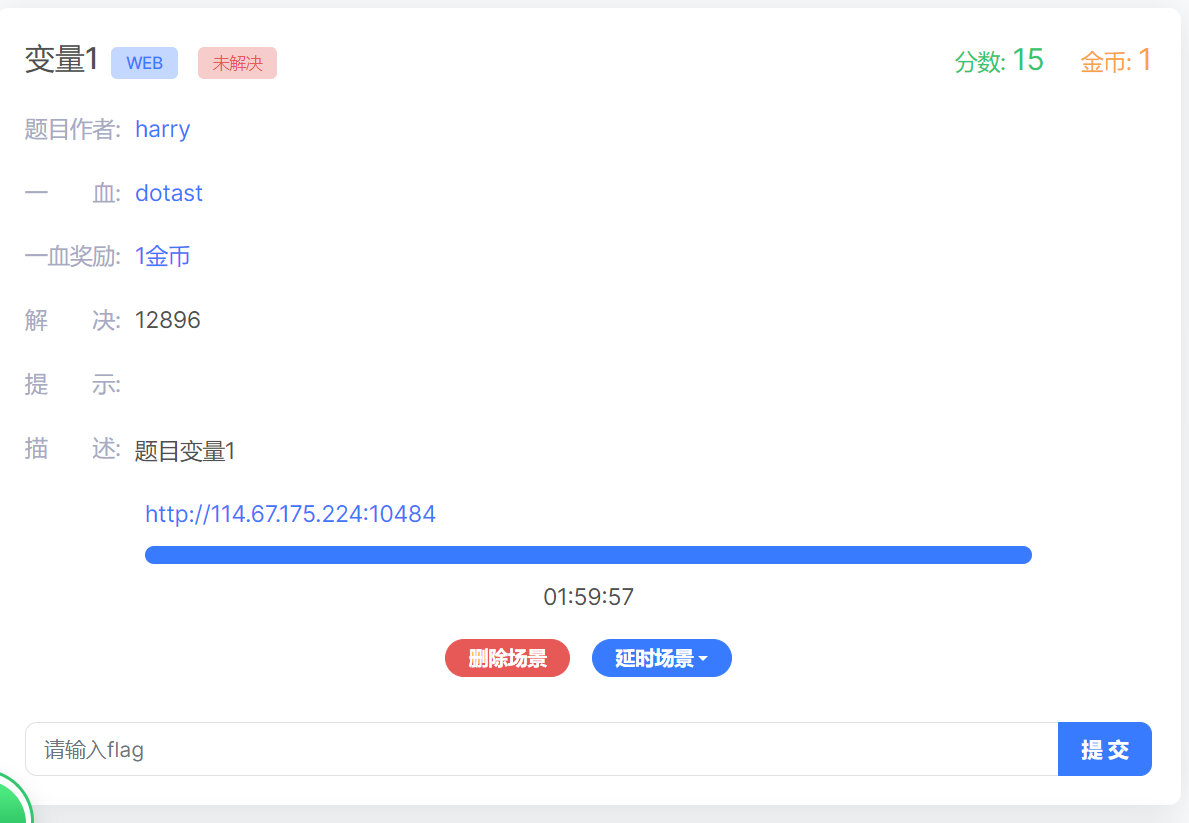 变量1 WEB 未解决 分数: 15 金币: 1
题目作者: harry
一 血: dotast
一血奖励: 1金币
解 决: 12896
提 示:
描 述: 题目变量1
http://114.67.175.224:10484
01:59:57
删除场景 延时场景
请输入flag 提 交